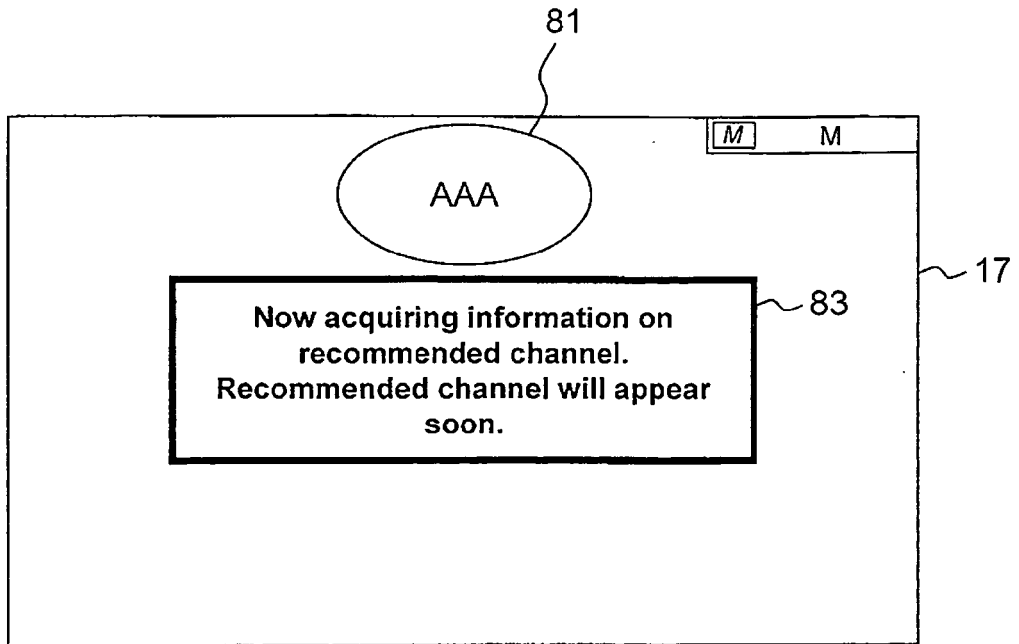 81
M M
AAA
17
83
Now acquiring information on
recommended channel.
Recommended channel will appear
soon.